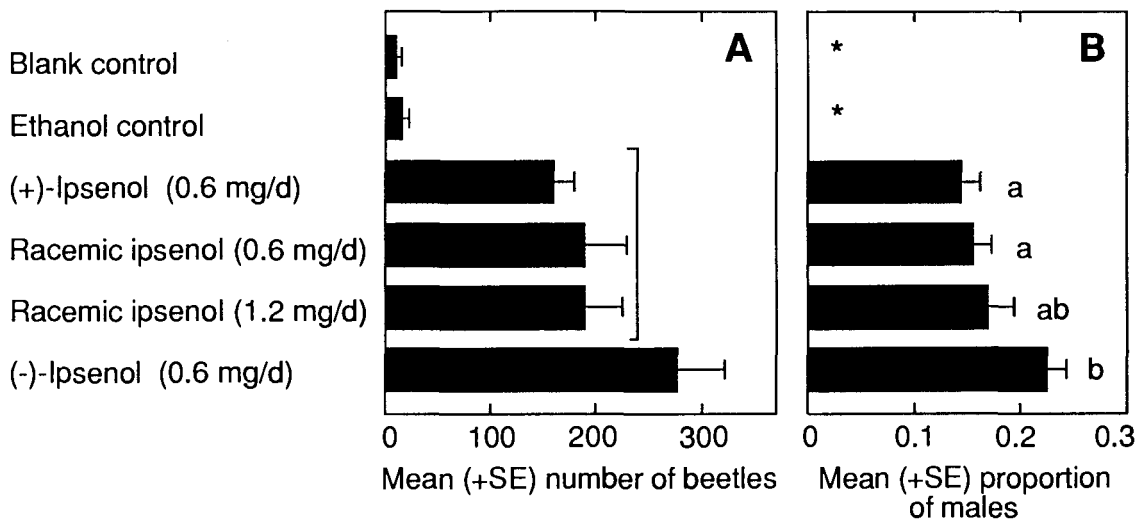 A
B
Blank control
*
Ethanol control
*
(+)-Ipsenol (0.6 mg/d)
a
Racemic ipsenol (0.6 mg/d)
a
Racemic ipsenol (1.2 mg/d)
ab
(-)-Ipsenol (0.6 mg/d)
b
0 100 200 300
0 0.1 0.2 0.3
Mean (+SE) number of beetles
Mean (+SE) proportion
of males